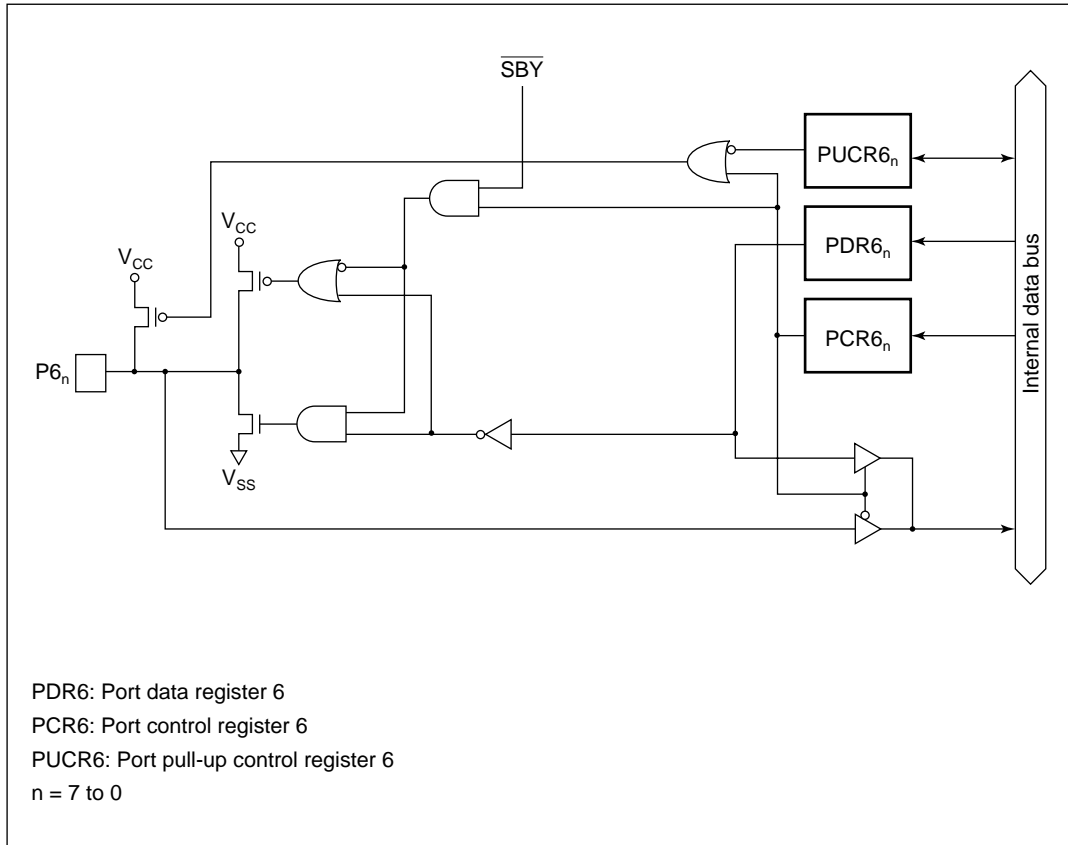 SBY
PUCR6n
VCC
PDR6n
VCC
PCR6n
Internal data bus
P6n
VSS
PDR6: Port data register 6
PCR6: Port control register 6
PUCR6: Port pull-up control register 6
n = 7 to 0